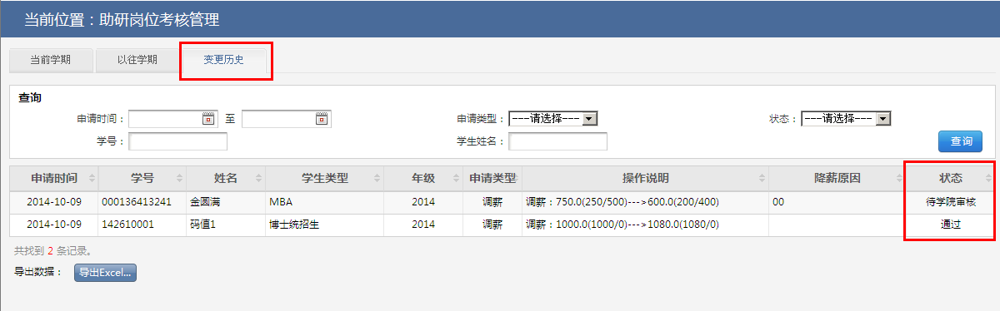 当前位置：助研岗位考核管理
当前学期 以往学期 变更历史
查询
申请时间： 至 申请类型： ---请选择--- 状态： ---请选择---
学号： 学生姓名： 查询
申请时间 学号 姓名 学生类型 年级 申请类型 操作说明 降薪原因 状态
2014-10-09 000136413241 金圆满 MBA 2014 调薪 调薪：750.0(250/500)--->600.0(200/400) 00 待学院审核
2014-10-09 142610001 码值1 博士统招生 2014 调薪 调薪：1000.0(1000/0)--->1080.0(1080/0) 通过
共找到 2 条记录。
导出数据： 导出Excel...